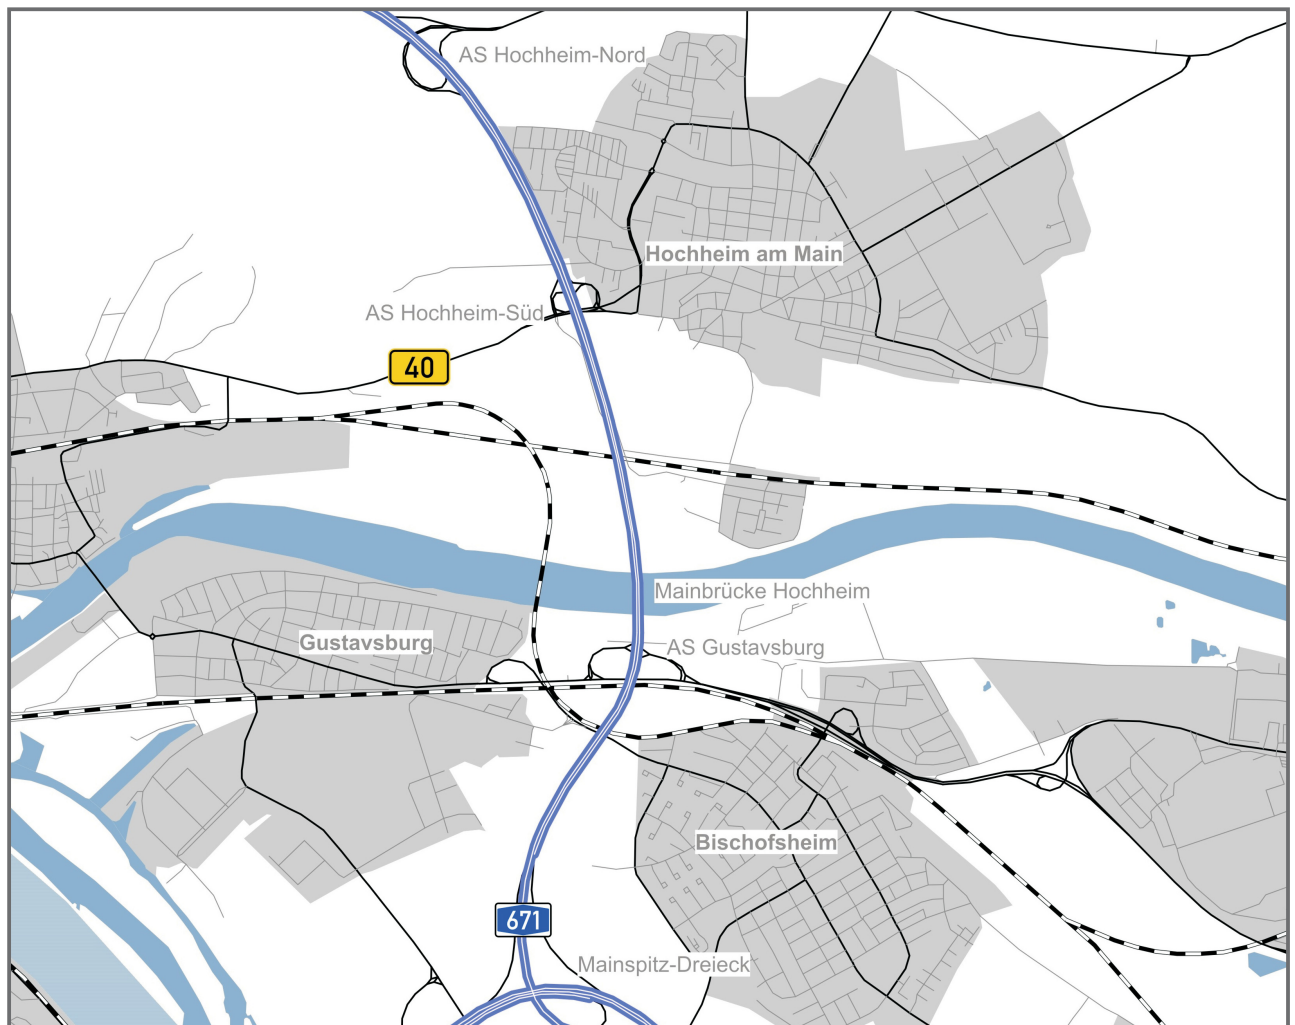 AS Hochheim-Nord
Hochheim am Main
AS Hochheim-Süd
40
Mainbrücke Hochheim
Gustavsburg
AS Gustavsburg
Bischofsheim
671
Mainspitz-Dreieck